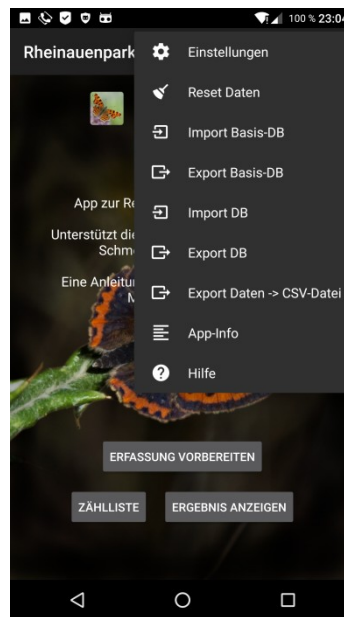 100 % 23:04
Rheinauenpark
Einstellungen
Reset Daten
Import Basis-DB
Export Basis-DB
App zur Re
Import DB
Unterstützt die
Schme
Export DB
Eine Anleitun
Export Daten -> CSV-Datei
App-Info
Hilfe
ERFASSUNG VORBEREITEN
ZÄHLLISTE
ERGEBNIS ANZEIGEN